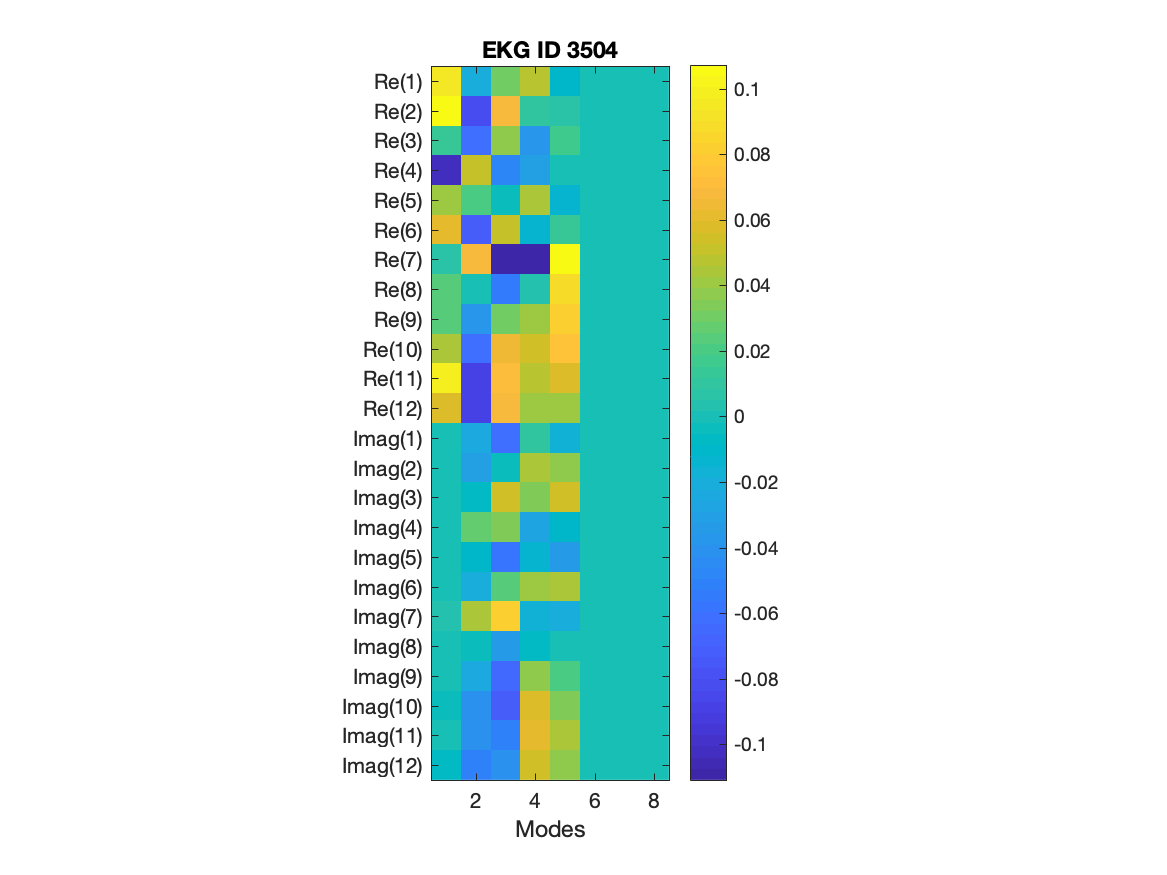 EKG ID 3504
Re(1)
Re(2)
Re(3)
Re(4)
Re(5)
Re(6)
Re(7)
Re(8)
Re(9)
Re(10)
Re(11)
Re(12)
Imag(1)
Imag(2)
Imag(3)
Imag(4)
Imag(5)
Imag(6)
Imag(7)
Imag(8)
Imag(9)
Imag(10)
Imag(11)
Imag(12)
2 4 6 8
Modes
0.1
0.08
0.06
0.04
0.02
0
-0.02
-0.04
-0.06
-0.08
-0.1